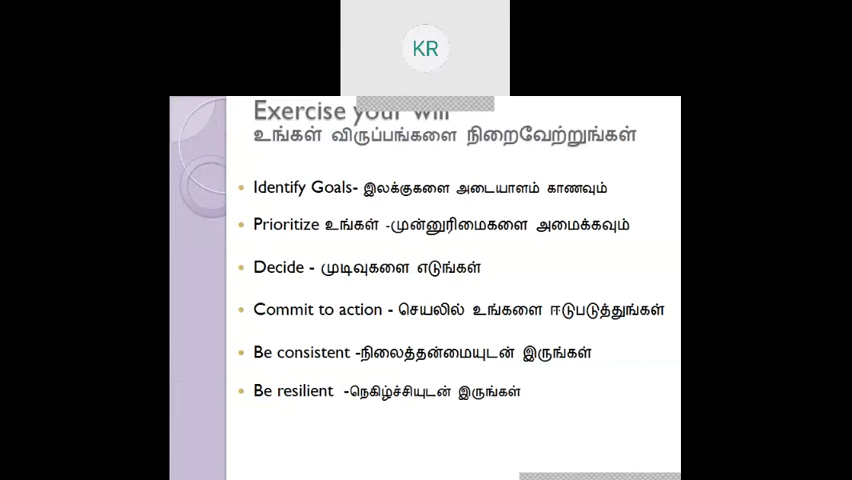 KR
Exercise your will
உங்கள் விருப்பங்களை நிறைவேற்றுங்கள்
Identify Goals- இலக்குகளை அடையாளம் காணவும்
Prioritize உங்கள் -முன்னுரிமைகளை அமைக்கவும்
Decide - முடிவுகளை எடுங்கள்
Commit to action - செயலில் உங்களை ஈடுபடுத்துங்கள்
Be consistent -நிலைத்தன்மையுடன் இருங்கள்
Be resilient -நெகிழ்ச்சியுடன் இருங்கள்